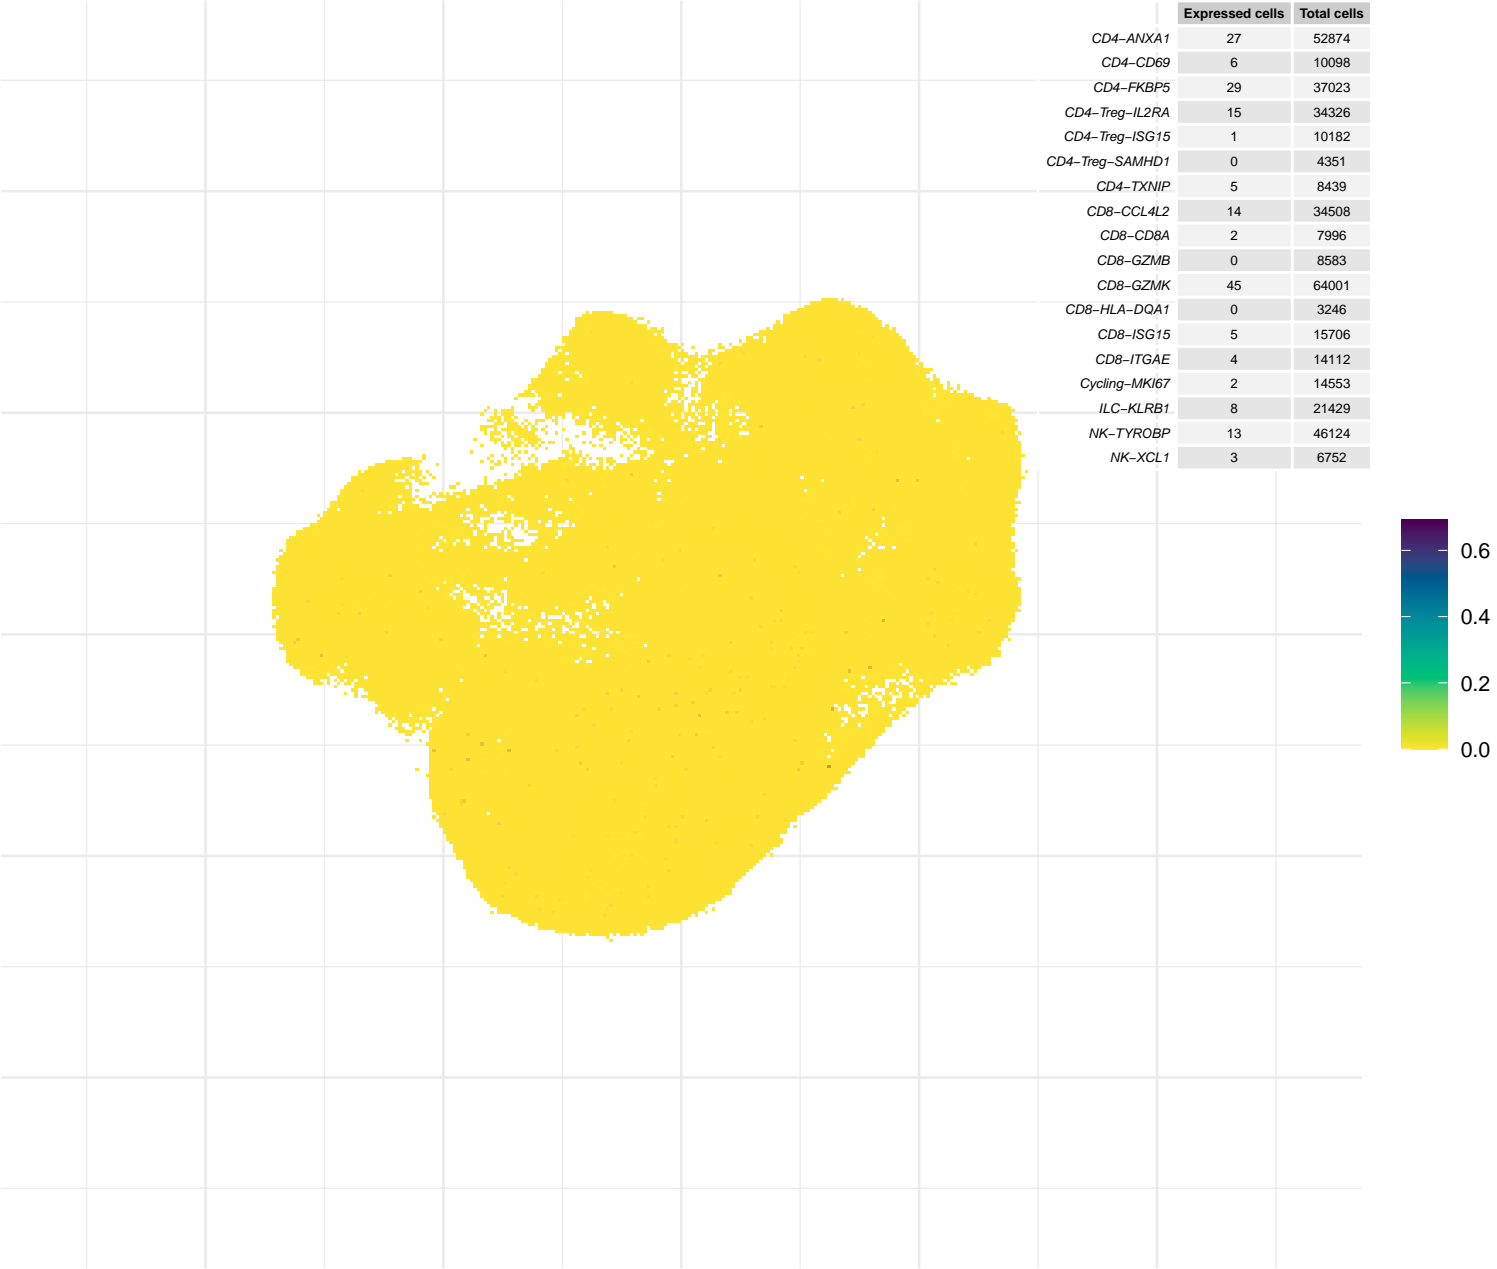 Expressed cells Total cells
CD4−ANXA1 27 52874
CD4−CD69 6 10098
CD4−FKBP5 29 37023
CD4−Treg−IL2RA 15 34326
CD4−Treg−ISG15 1 10182
CD4−Treg−SAMHD1 0 4351
CD4−TXNIP 5 8439
CD8−CCL4L2 14 34508
CD8−CD8A 2 7996
CD8−GZMB 0 8583
CD8−GZMK 45 64001
CD8−HLA−DQA1 0 3246
CD8−ISG15 5 15706
CD8−ITGAE 4 14112
Cycling−MKI67 2 14553
ILC−KLRB1 8 21429
NK−TYROBP 13 46124
NK−XCL1 3 6752
0.6
0.4
0.2
0.0